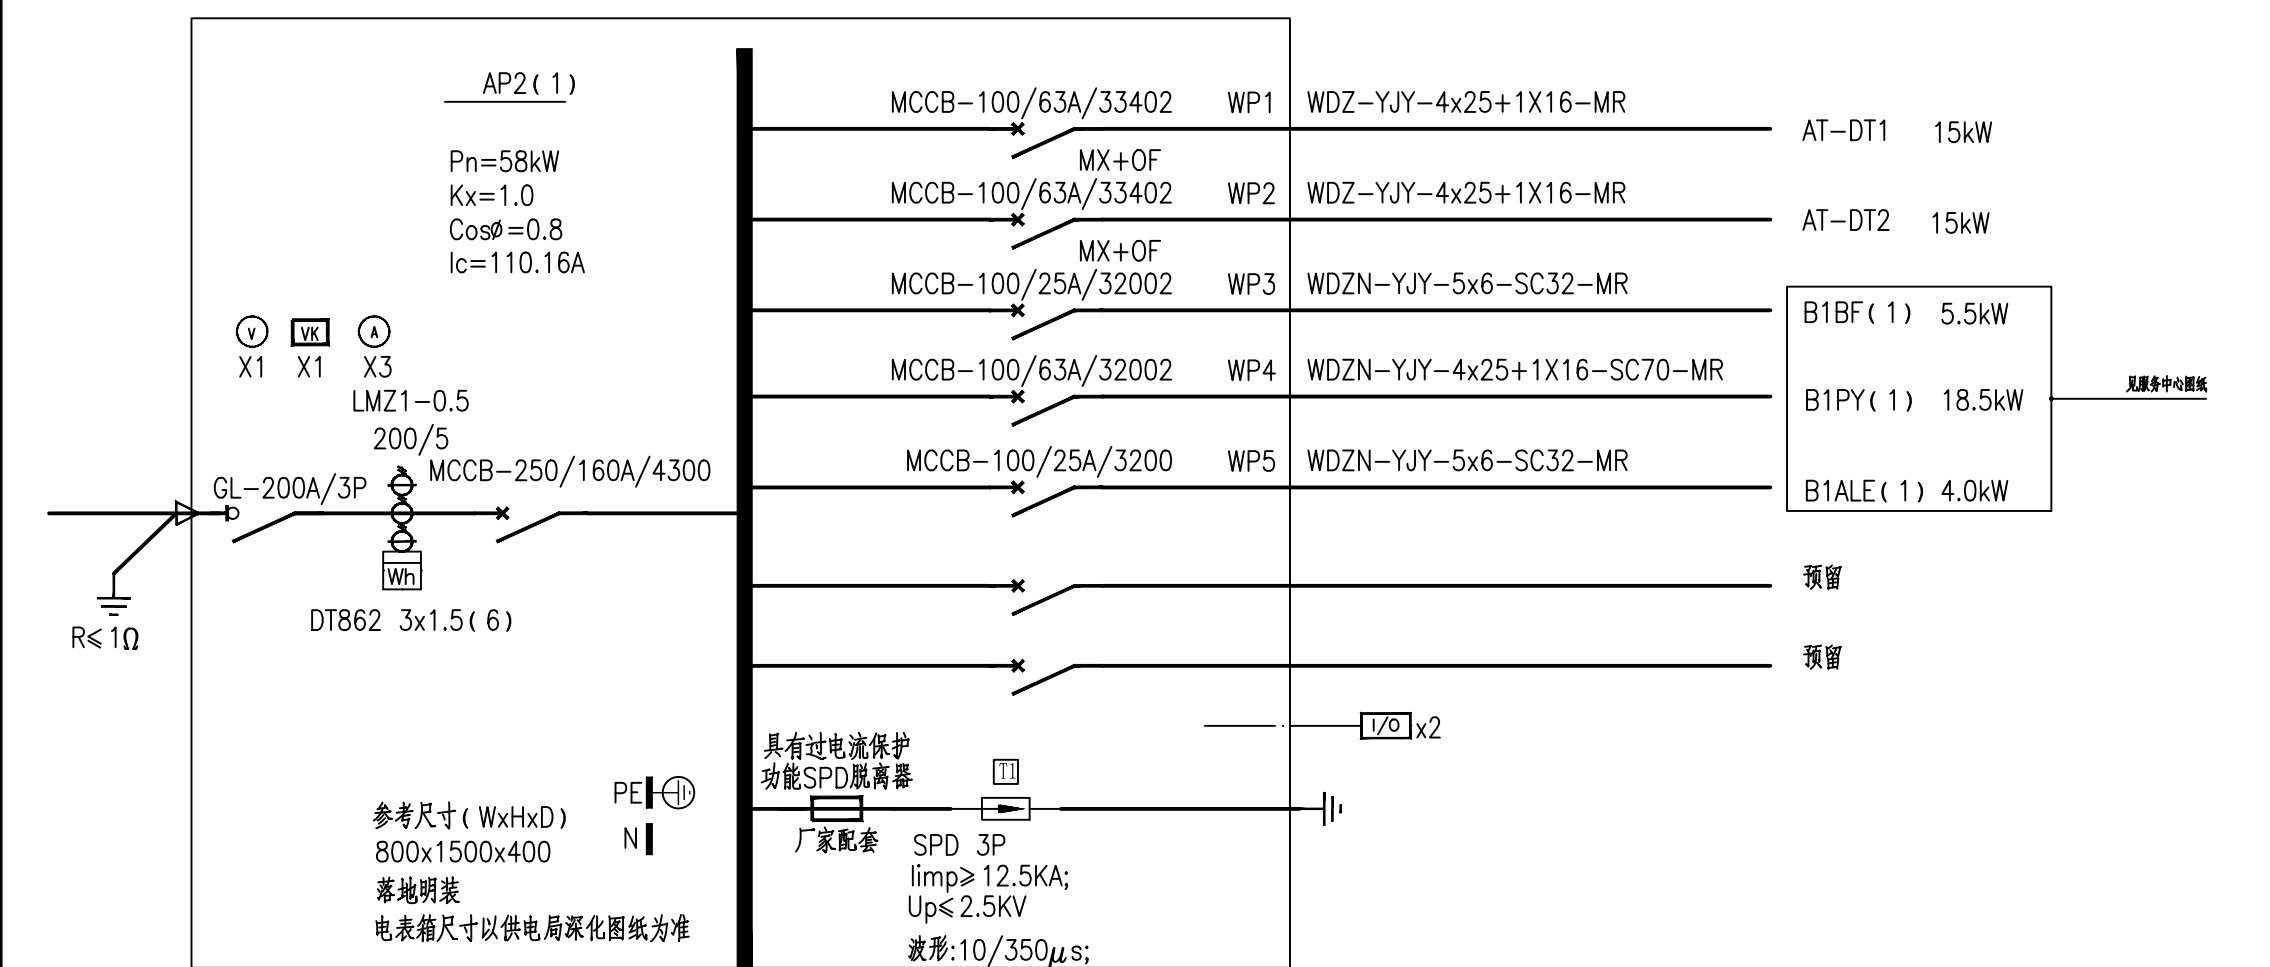 AP2(1)
Pn=58kW
Kx=1.0
Cosø=0.8
Ic=110.16A
V
VK
A
X1
X1
X3
LMZ1-0.5
200/5
GL-200A/3P
MCCB-250/160A/4300
Wh
DT862 3x1.5(6)
R≤1Ω
MCCB-100/63A/33402 WP1 WDZ-YJY-4x25+1X16-MR
AT-DT1 15kW
MX+OF
MCCB-100/63A/33402 WP2 WDZ-YJY-4x25+1X16-MR
AT-DT2 15kW
MX+OF
MCCB-100/25A/32002 WP3 WDZN-YJY-5x6-SC32-MR
B1BF(1) 5.5kW
MCCB-100/63A/32002 WP4 WDZN-YJY-4x25+1X16-SC70-MR
B1PY(1) 18.5kW
见服务中心图纸
MCCB-100/25A/3200 WP5 WDZN-YJY-5x6-SC32-MR
B1ALE(1) 4.0kW
预留
预留
I/O x2
具有过电流保护
功能SPD脱离器
T1
厂家配套
SPD 3P
Iimp≥12.5KA;
Up≤2.5KV
波形:10/350μs;
PE
N
参考尺寸(WxHxD)
800x1500x400
落地明装
电表箱尺寸以供电局深化图纸为准